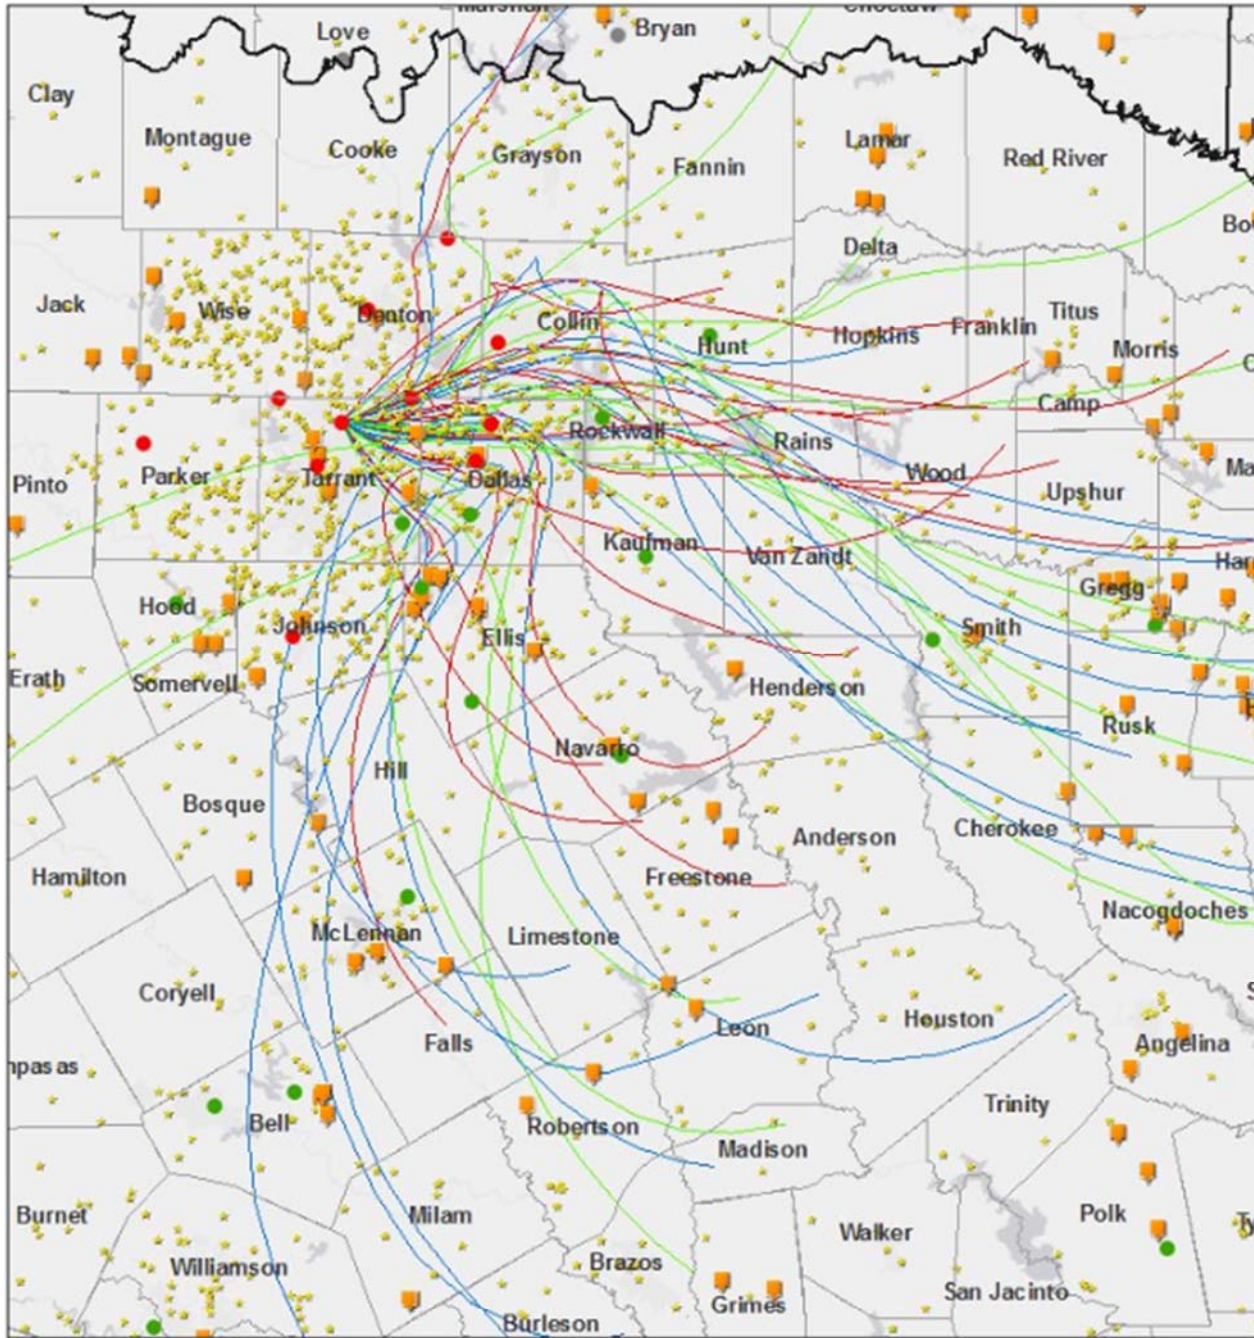 Love
Bryan
Clay
Montague
Cooke
Grayson
Fannin
Lamar
Red River
Delta
Jack
Wise
Denton
Collin
Hunt
Hopkins
Franklin
Titus
Morris
Camp
Pinto
Parker
Tarrant
Dallas
Rockwall
Rains
Wood
Upshur
Kaufman
Van Zandt
Gregg
Hood
Johnson
Ellis
Smith
Erath
Somervell
Henderson
Rusk
Navarro
Hill
Bosque
Anderson
Cherokee
Hamilton
Freestone
Nacogdoches
McLennan
Limestone
Coryell
Leon
Houston
Angelina
Falls
Bell
Robertson
Trinity
Madison
Burnet
Milam
Walker
Polk
Williamson
Brazos
Grimes
San Jacinto
Burleson